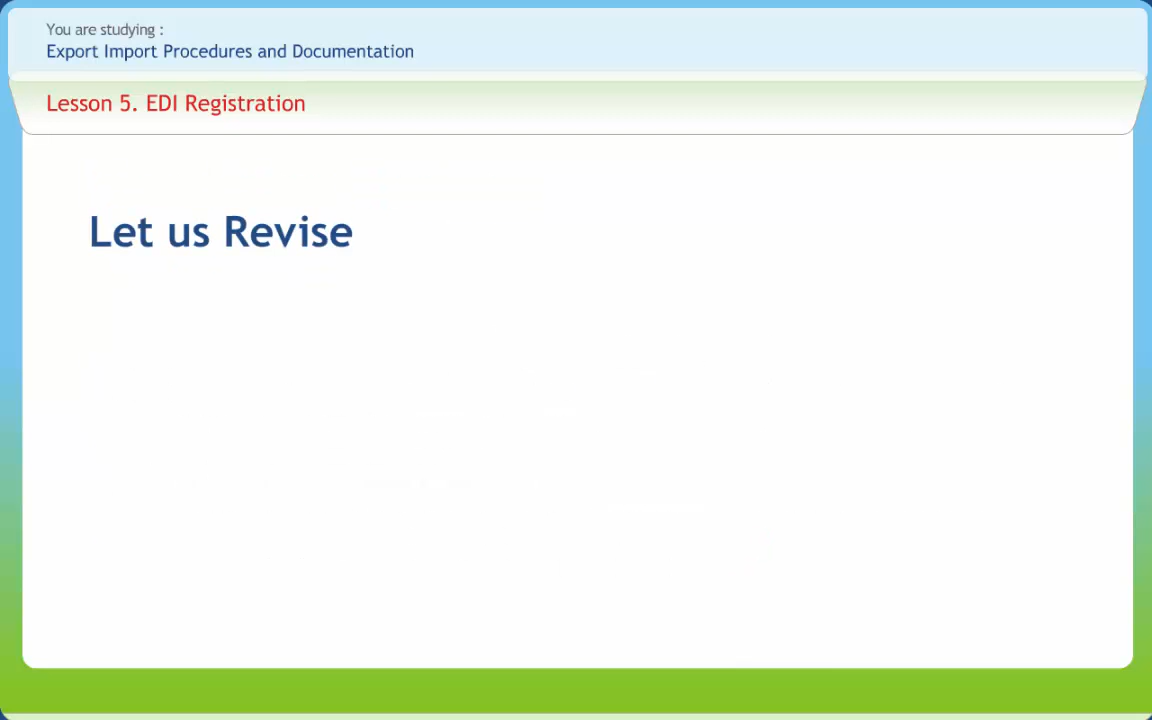 You are studying :
Export Import Procedures and Documentation
Lesson 5. EDI Registration
Let us Revise